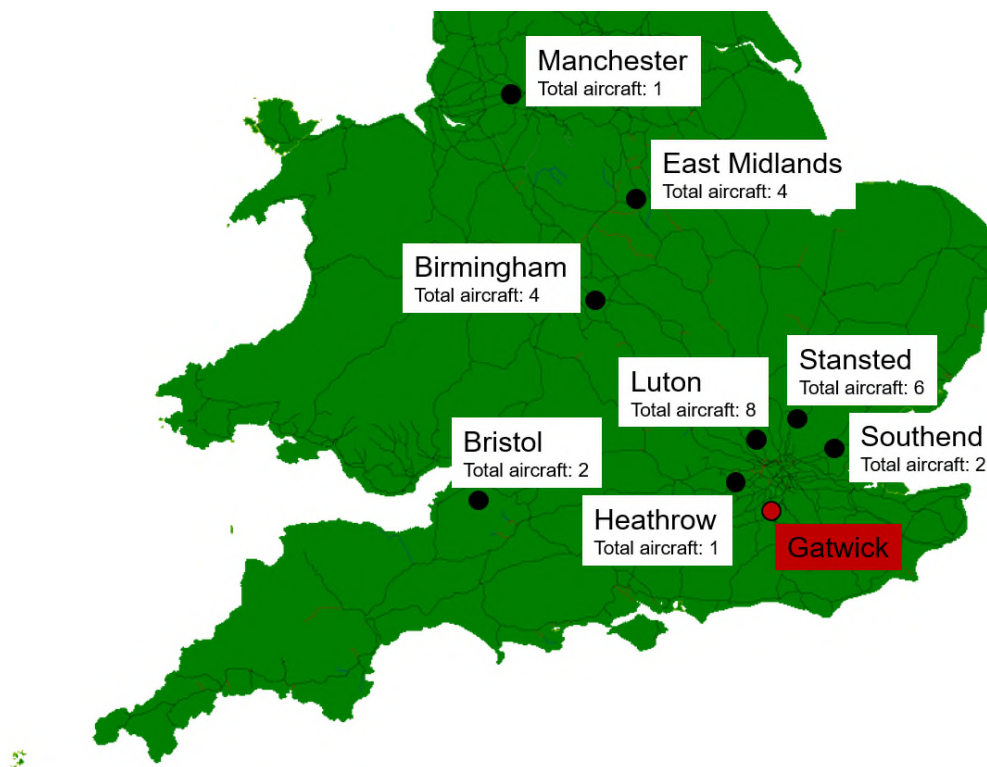 Manchester
Total aircraft: 1
East Midlands
Total aircraft: 4
Birmingham
Total aircraft: 4
Stansted
Total aircraft: 6
Luton
Total aircraft: 8
Southend
Total aircraft: 2
Bristol
Total aircraft: 2
Heathrow
Total aircraft: 1
Gatwick